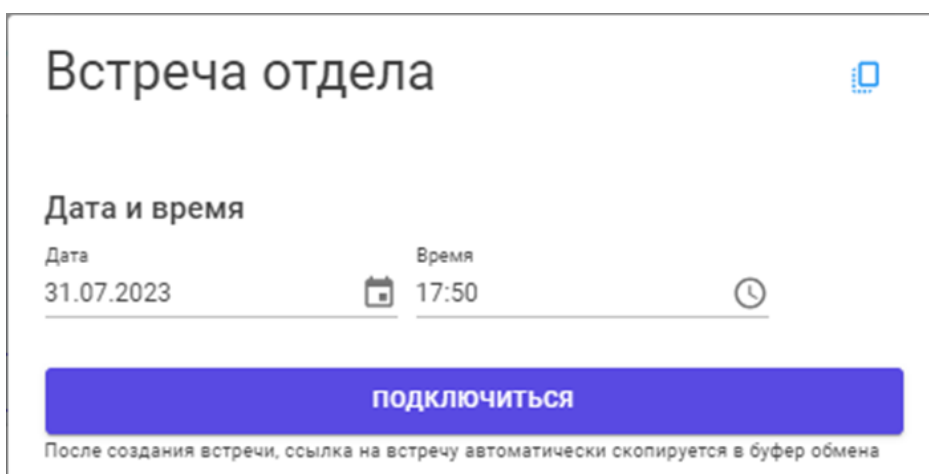 Встреча отдела
Дата и время
Дата Время
31.07.2023 17:50
ПОДКЛЮЧИТЬСЯ
После создания встречи, ссылка на встречу автоматически скопируется в буфер обмена